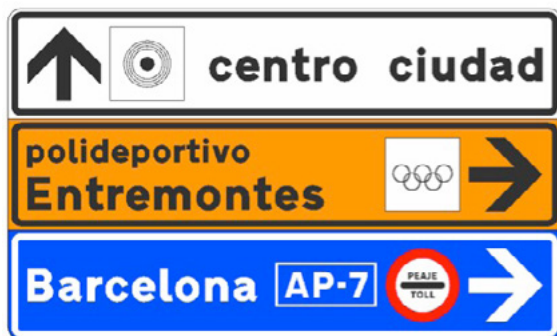 centro ciudad
polideportivo
Entremontes
Barcelona AP-7 PEAJE
TOLL